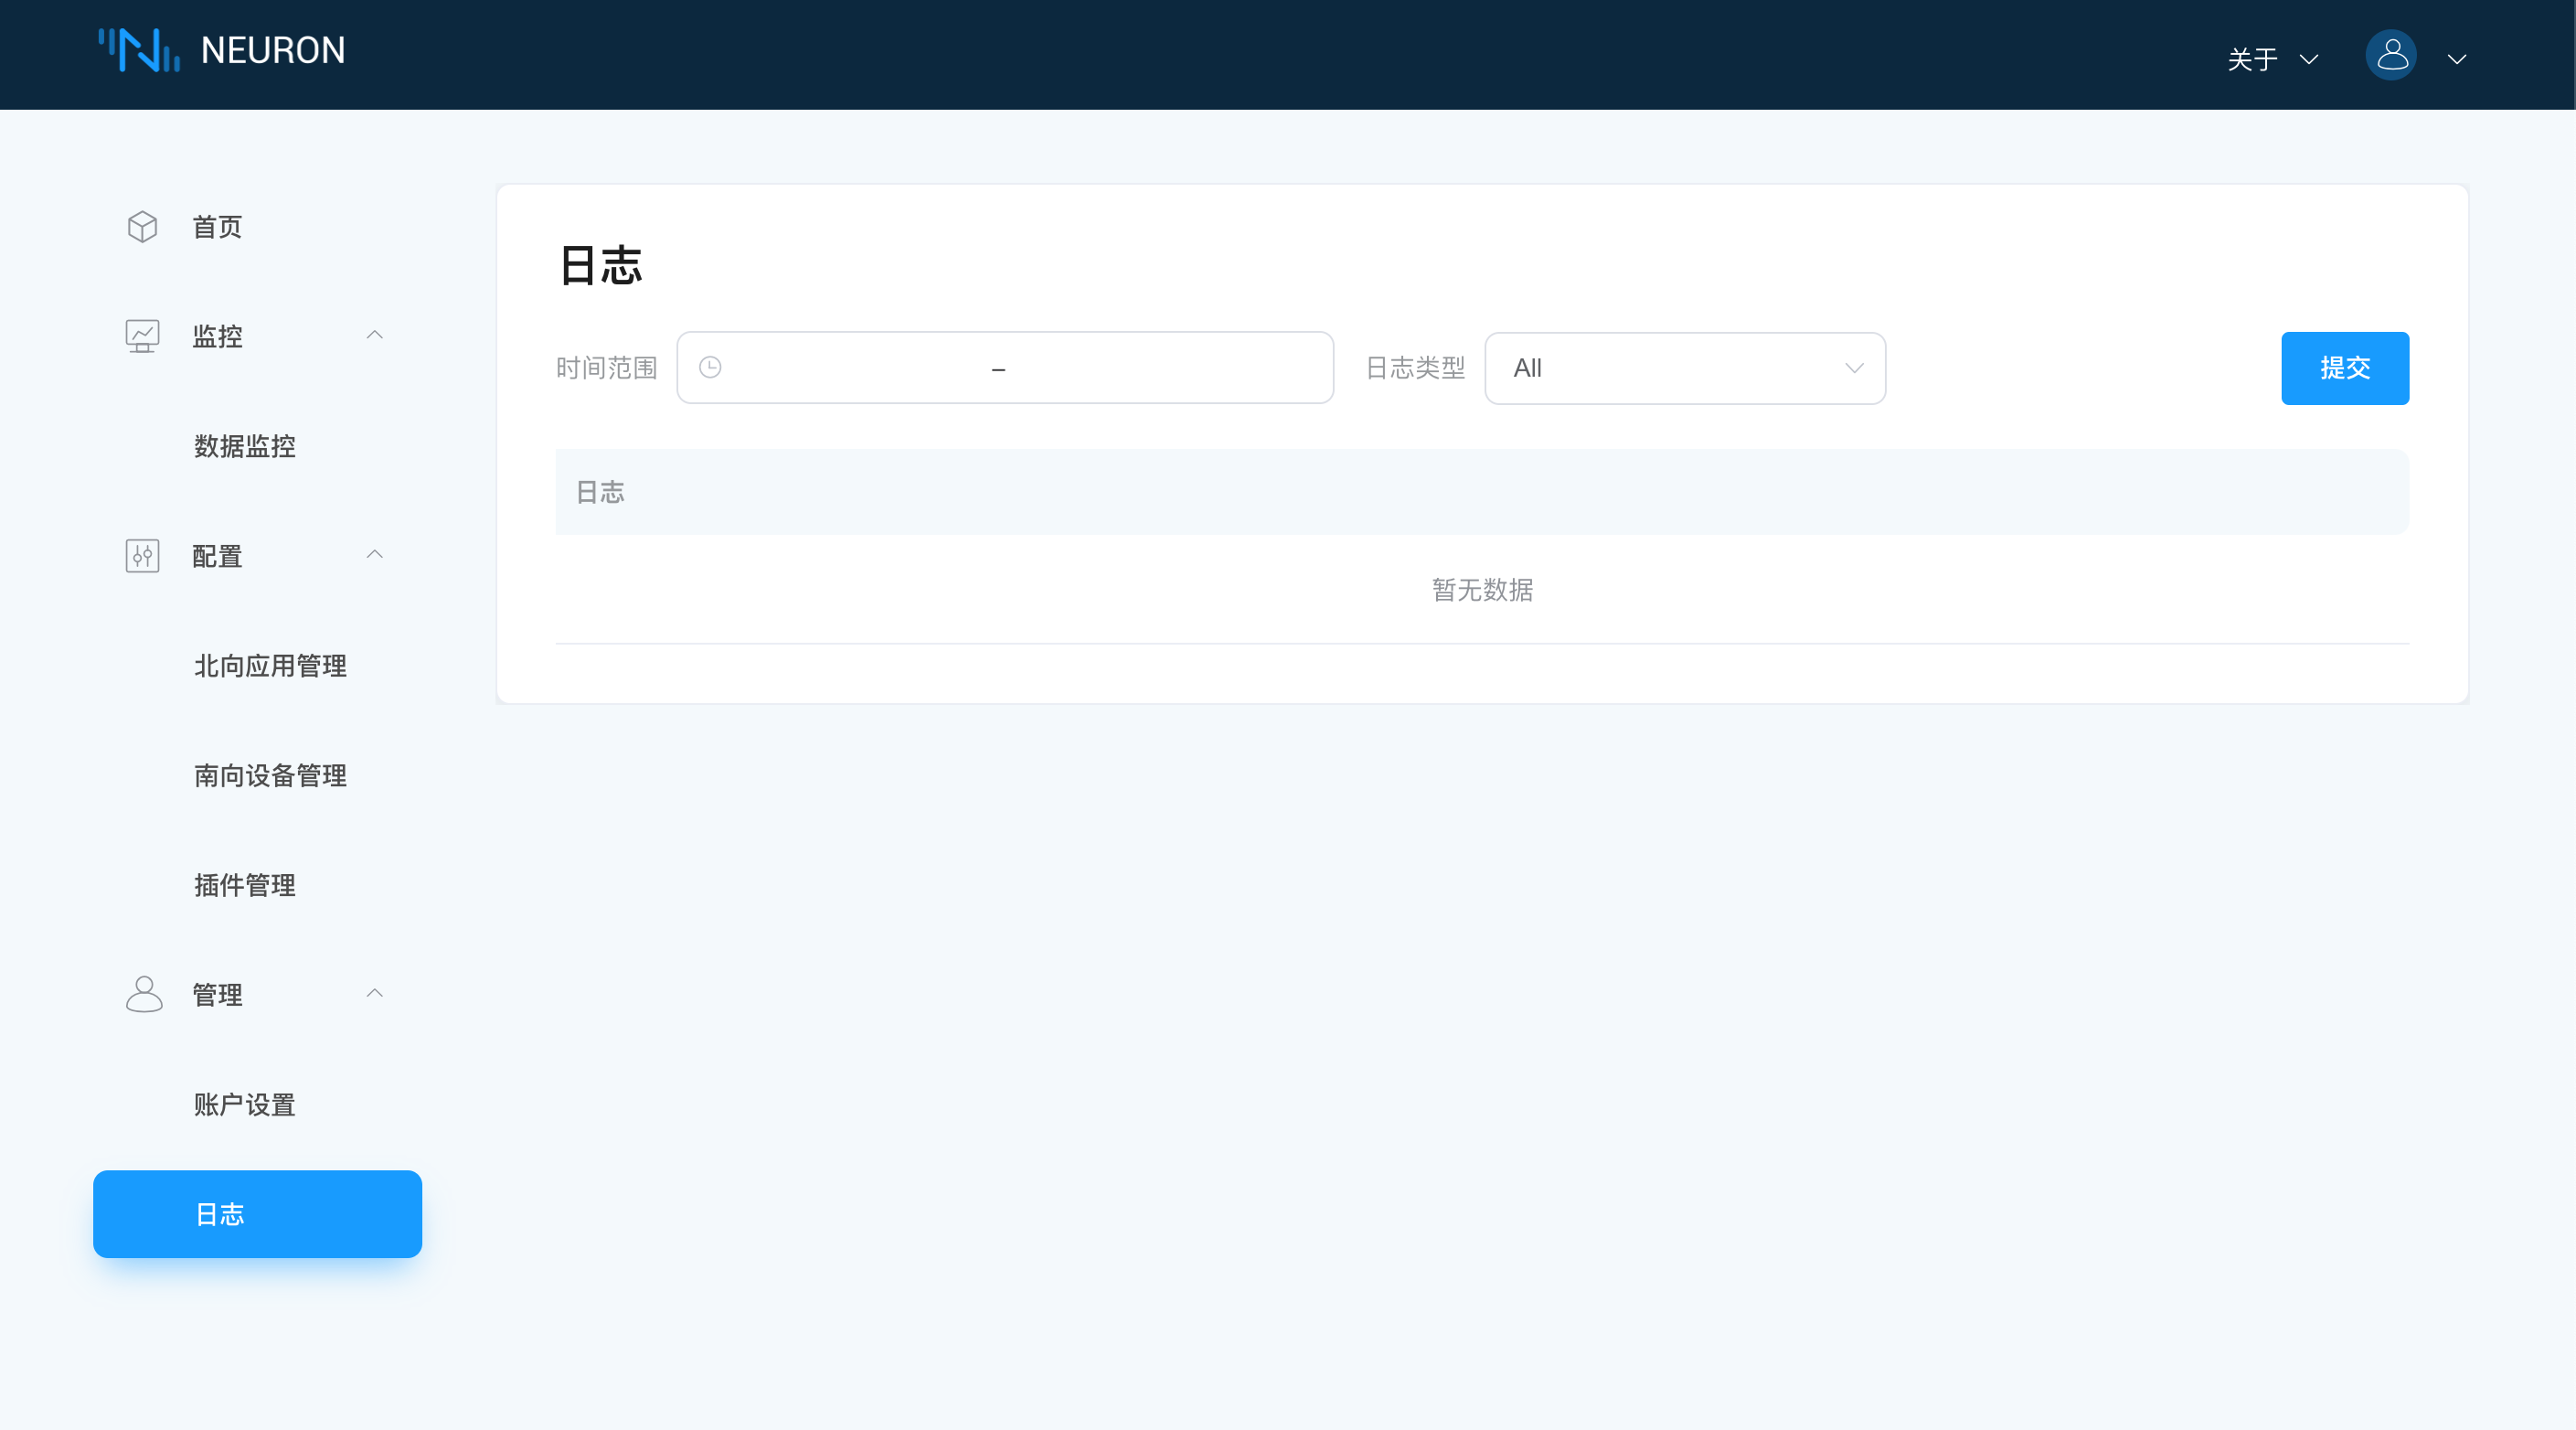 NEURON
关于
首页
监控
数据监控
配置
北向应用管理
南向设备管理
插件管理
管理
账户设置
日志
日志
时间范围 – 日志类型 All 提交
日志
暂无数据